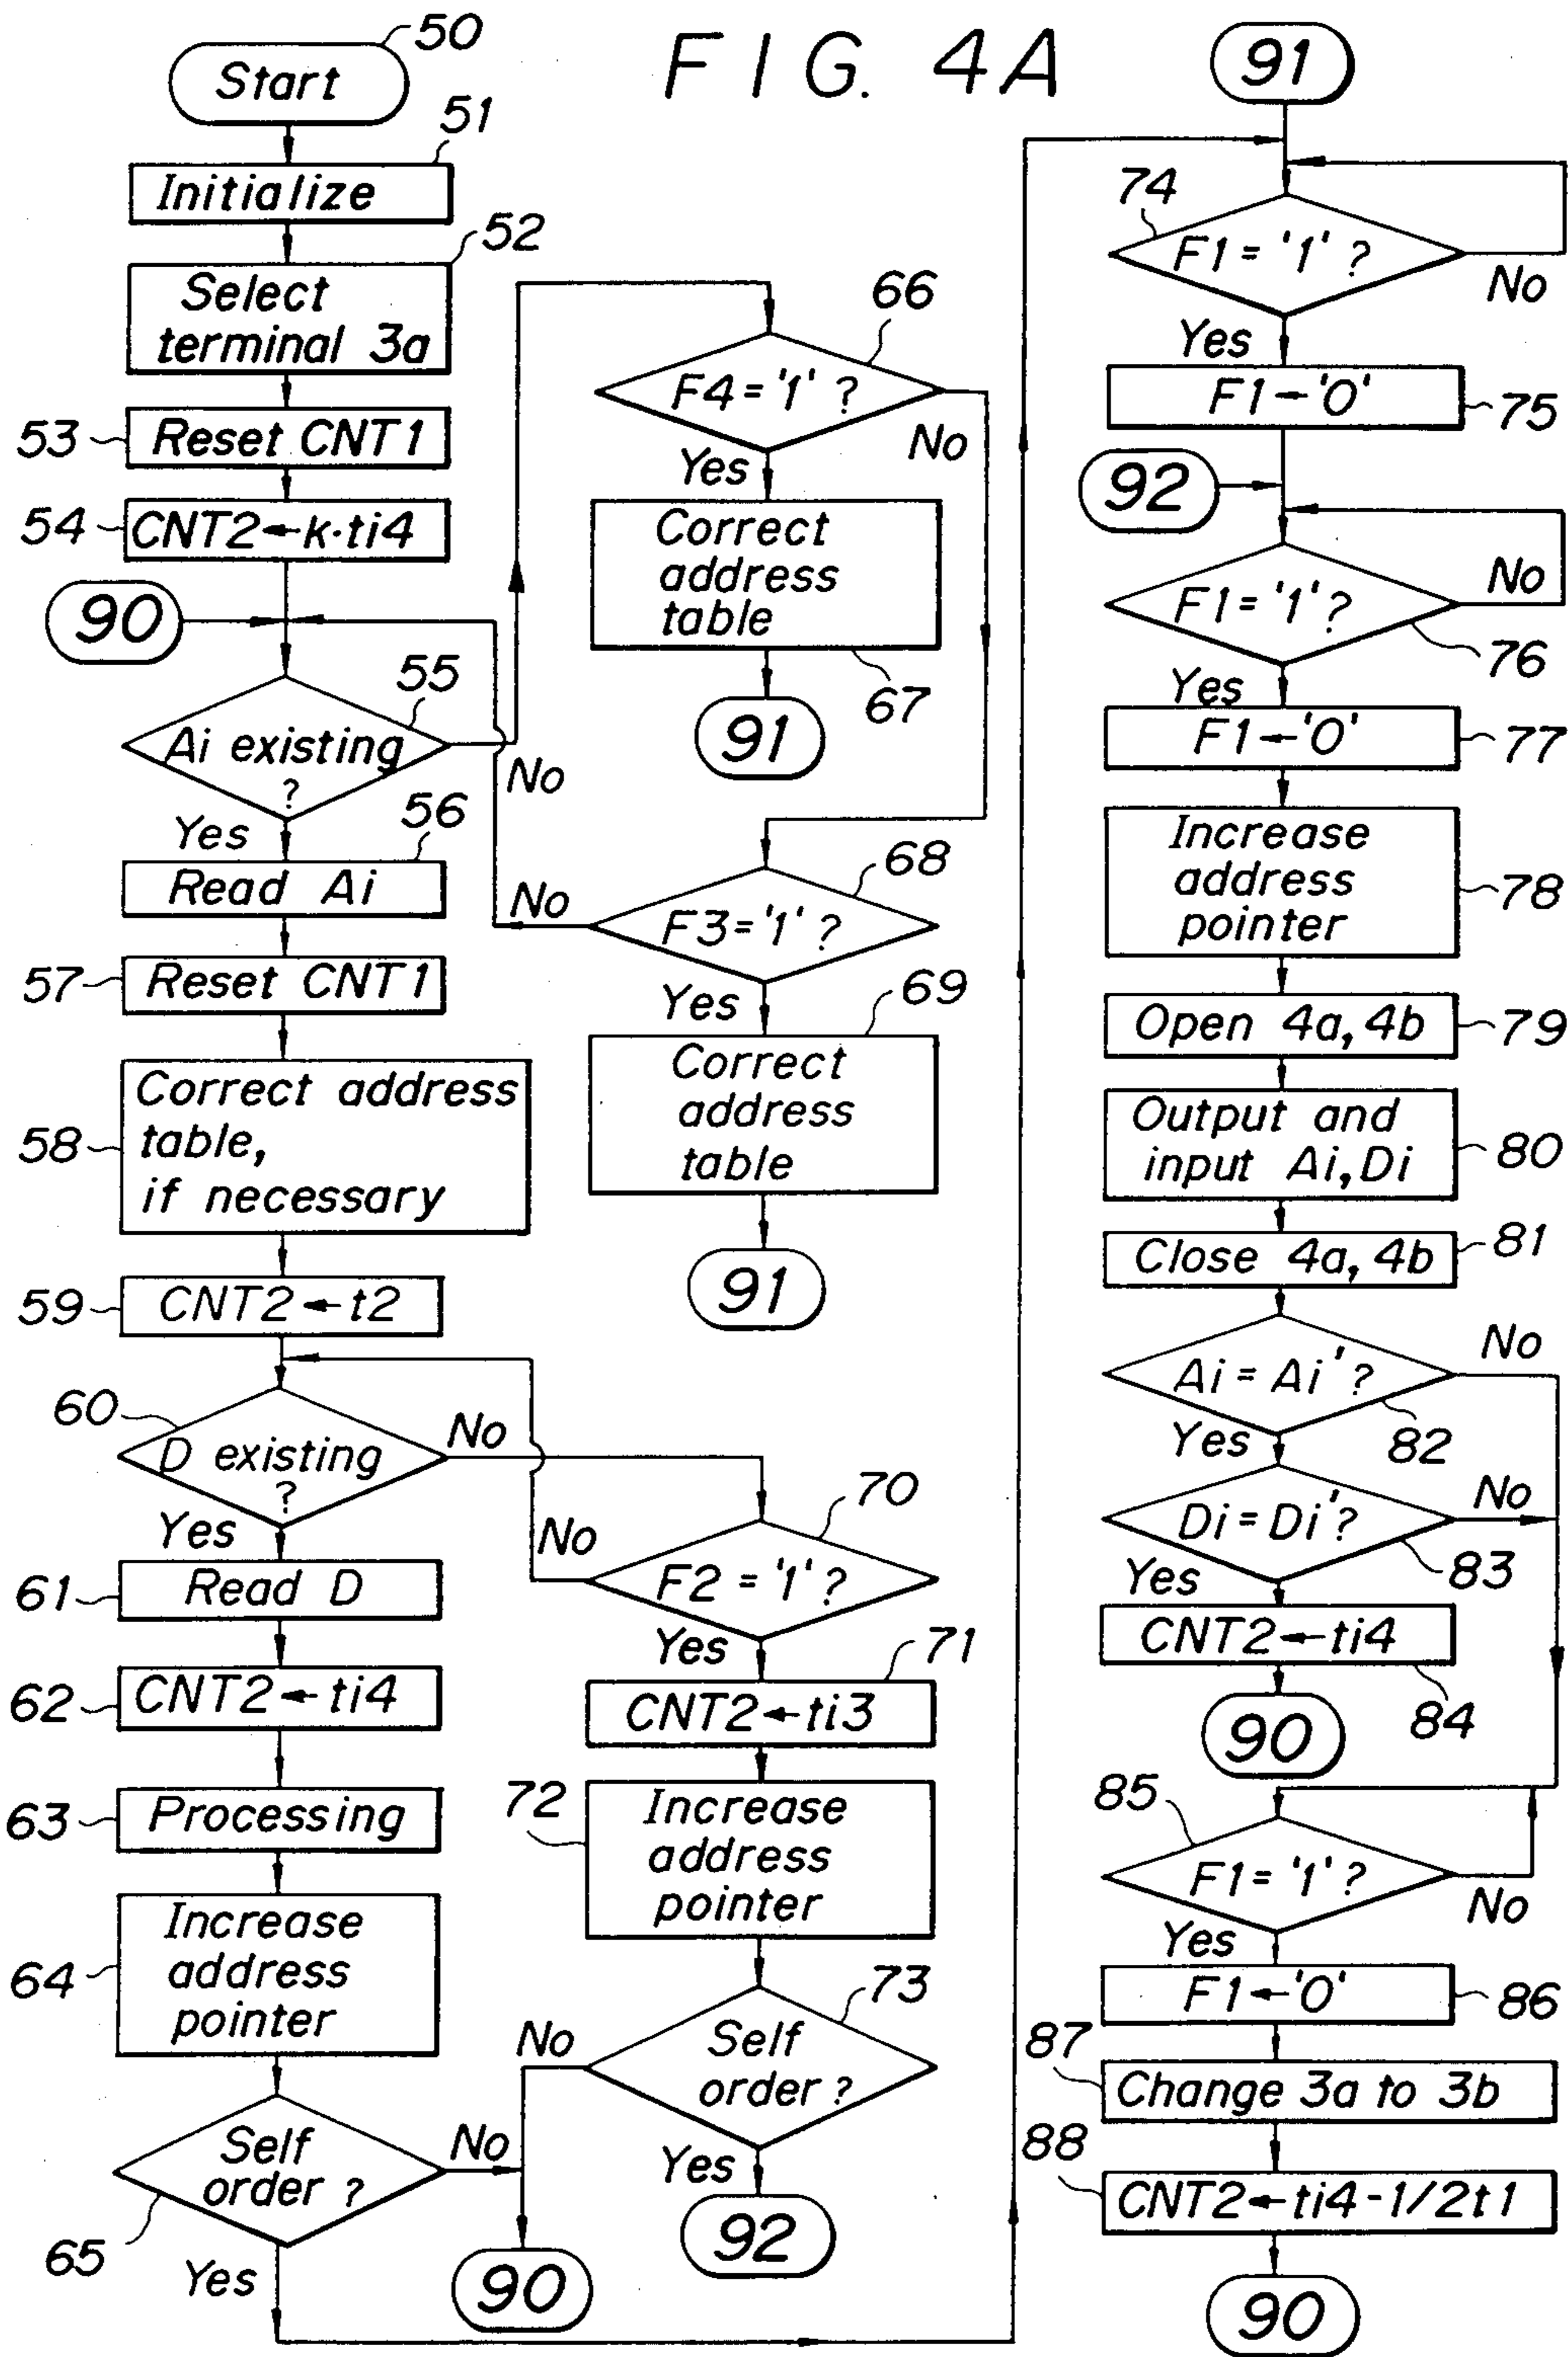 FIG. 4A
50
Start
51
Initialize
52
Select
terminal 3a
53
Reset CNT1
54
CNT2←k·ti4
90
55
Ai existing
?
No
Yes
56
Read Ai
57
Reset CNT1
58
Correct address
table,
if necessary
59
CNT2←t2
60
D existing
?
No
Yes
61
Read D
62
CNT2←ti4
63
Processing
64
Increase
address
pointer
65
Self
order?
No
Yes
90
66
F4='1'?
No
Yes
Correct
address
table
67
91
68
F3='1'?
No
Yes
69
Correct
address
table
91
70
F2='1'?
No
Yes
71
CNT2←ti3
72
Increase
address
pointer
73
Self
order?
No
Yes
92
91
74
F1='1'?
No
Yes
F1←'0'
75
92
F1='1'?
No
76
Yes
F1←'0'
77
Increase
address
pointer
78
Open 4a,4b
79
Output and
input Ai,Di
80
Close 4a,4b
81
Ai=Ai'?
No
82
Yes
Di=Di'?
No
83
Yes
CNT2←ti4
84
90
85
F1='1'?
No
Yes
F1←'0'
86
87
Change 3a to 3b
88
CNT2←ti4-1/2t1
90